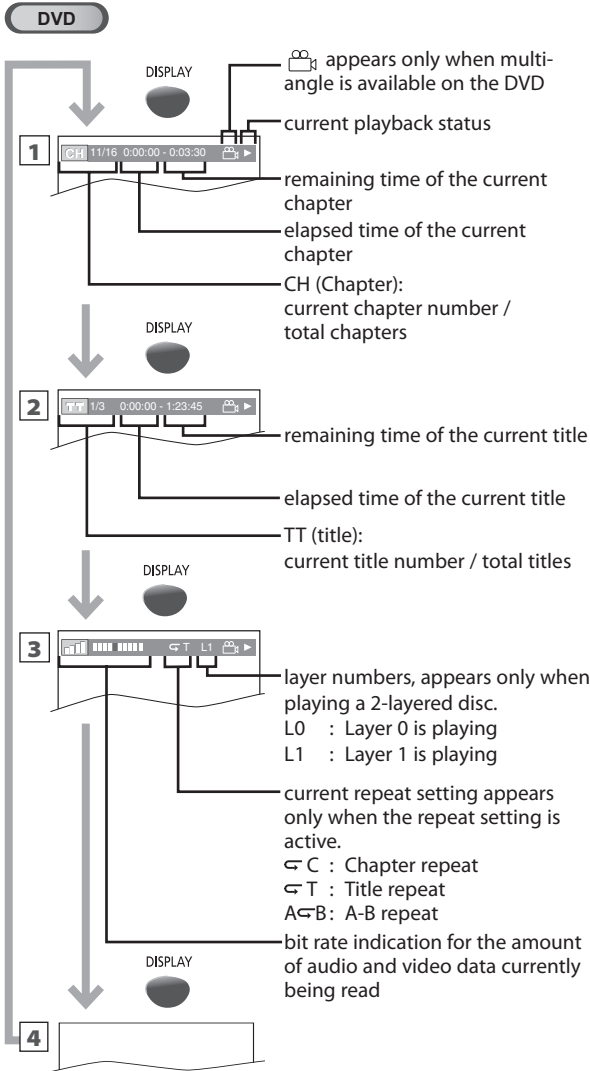 DVD
DISPLAY
appears only when multi-
angle is available on the DVD
current playback status
1
CH 11/16 0:00:00 - 0:03:30
remaining time of the current
chapter
elapsed time of the current
chapter
CH (Chapter):
current chapter number /
total chapters
DISPLAY
2
TT 1/3 0:00:00 - 1:23:45
remaining time of the current title
elapsed time of the current title
TT (title):
current title number / total titles
DISPLAY
3
T L1
layer numbers, appears only when
playing a 2-layered disc.
L0 : Layer 0 is playing
L1 : Layer 1 is playing
current repeat setting appears
only when the repeat setting is
active.
C : Chapter repeat
T : Title repeat
A B : A-B repeat
bit rate indication for the amount
of audio and video data currently
being read
DISPLAY
4